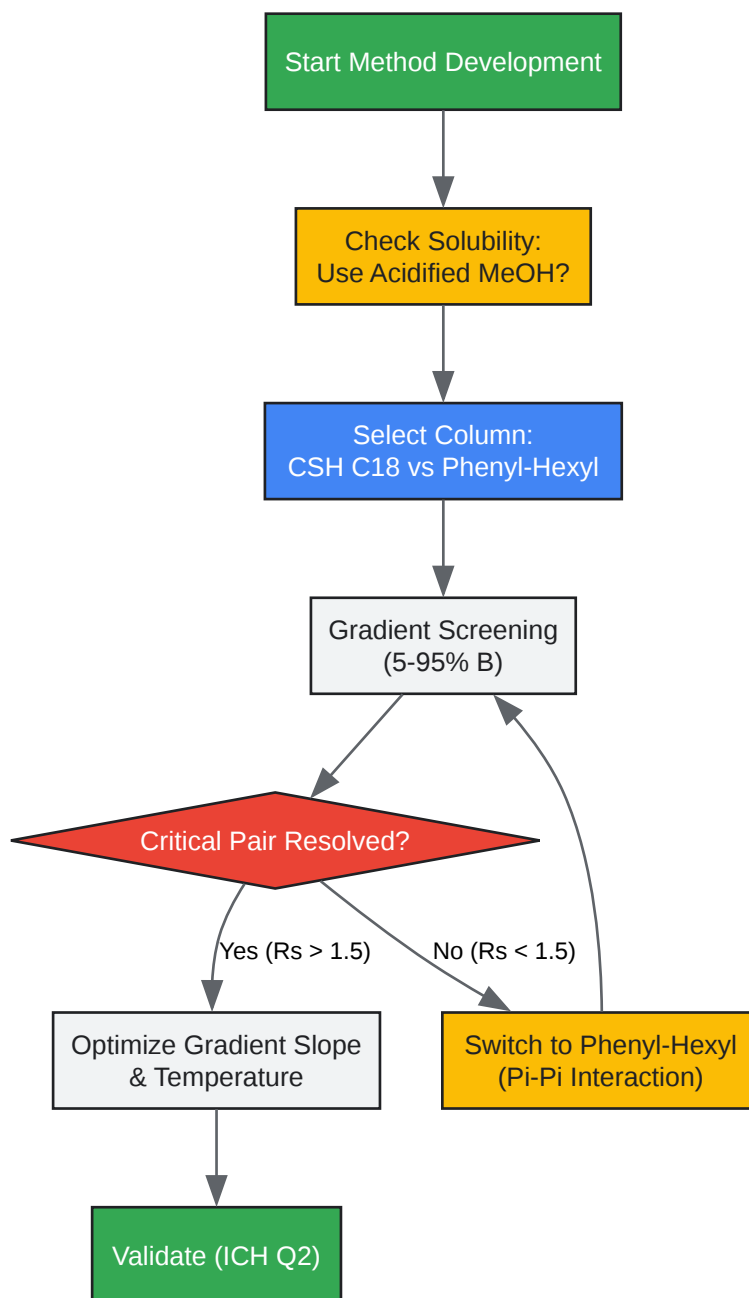 Start Method Development
Check Solubility:
Use Acidified MeOH?
Select Column:
CSH C18 vs Phenyl-Hexyl
Gradient Screening
(5-95% B)
Critical Pair Resolved?
Yes (Rs > 1.5)
No (Rs < 1.5)
Optimize Gradient Slope
& Temperature
Switch to Phenyl-Hexyl
(Pi-Pi Interaction)
Validate (ICH Q2)